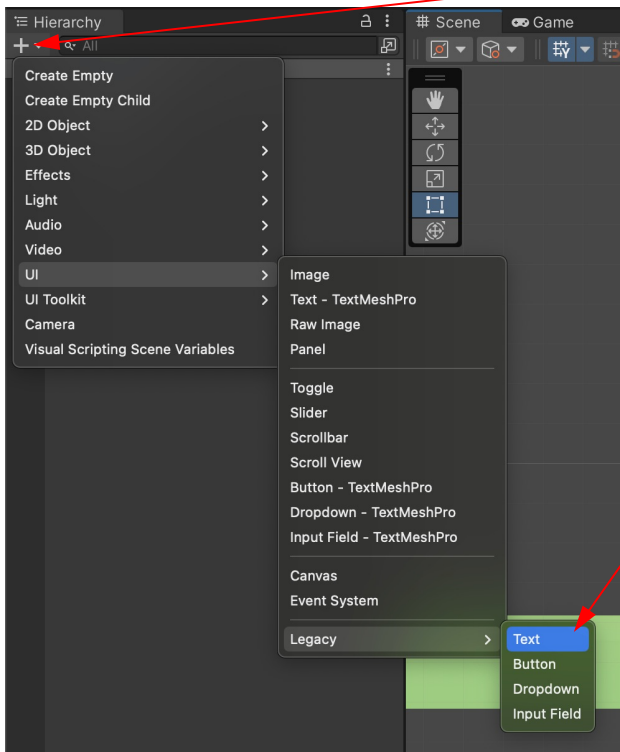 Hierarchy
# Scene
Game
All
Create Empty
Create Empty Child
2D Object
3D Object
Effects
Light
Audio
Video
UI
UI Toolkit
Camera
Visual Scripting Scene Variables
Image
Text - TextMeshPro
Raw Image
Panel
Toggle
Slider
Scrollbar
Scroll View
Button - TextMeshPro
Dropdown - TextMeshPro
Input Field - TextMeshPro
Canvas
Event System
Legacy
Text
Button
Dropdown
Input Field